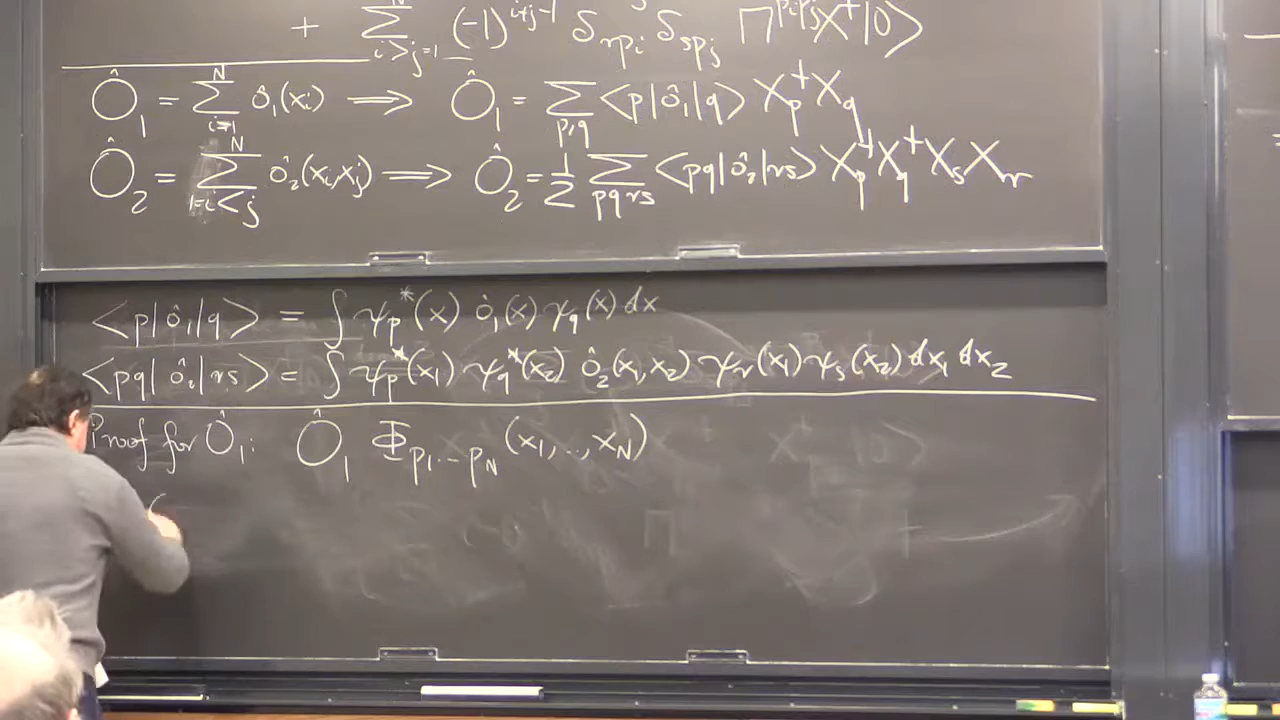 + Σ_{i>j=1}^{N} (-1)^{i+j-1} δ_{rp_i} δ_{sp_j} Π^{p_i p_j} X^+ |0>
Ô_1 = Σ_{i=1}^{N} ô_1(x_i) ⟹ Ô_1 = Σ_{p,q} <p|ô_1|q> X_p^+ X_q
Ô_2 = Σ_{1=i<j}^{N} ô_2(x_i,x_j) ⟹ Ô_2 = 1/2 Σ_{pqrs} <pq|ô_2|rs> X_p^+ X_q^+ X_s X_r
<p|ô_1|q> = ∫ ψ_p^*(x) ô_1(x) ψ_q(x) dx
<pq|ô_2|rs> = ∫ ψ_p^*(x_1) ψ_q^*(x_2) ô_2(x_1,x_2) ψ_r(x_1) ψ_s(x_2) dx_1 dx_2
Proof for Ô_1: Ô_1 Φ_{p_1...p_N} (x_1,..,x_N)